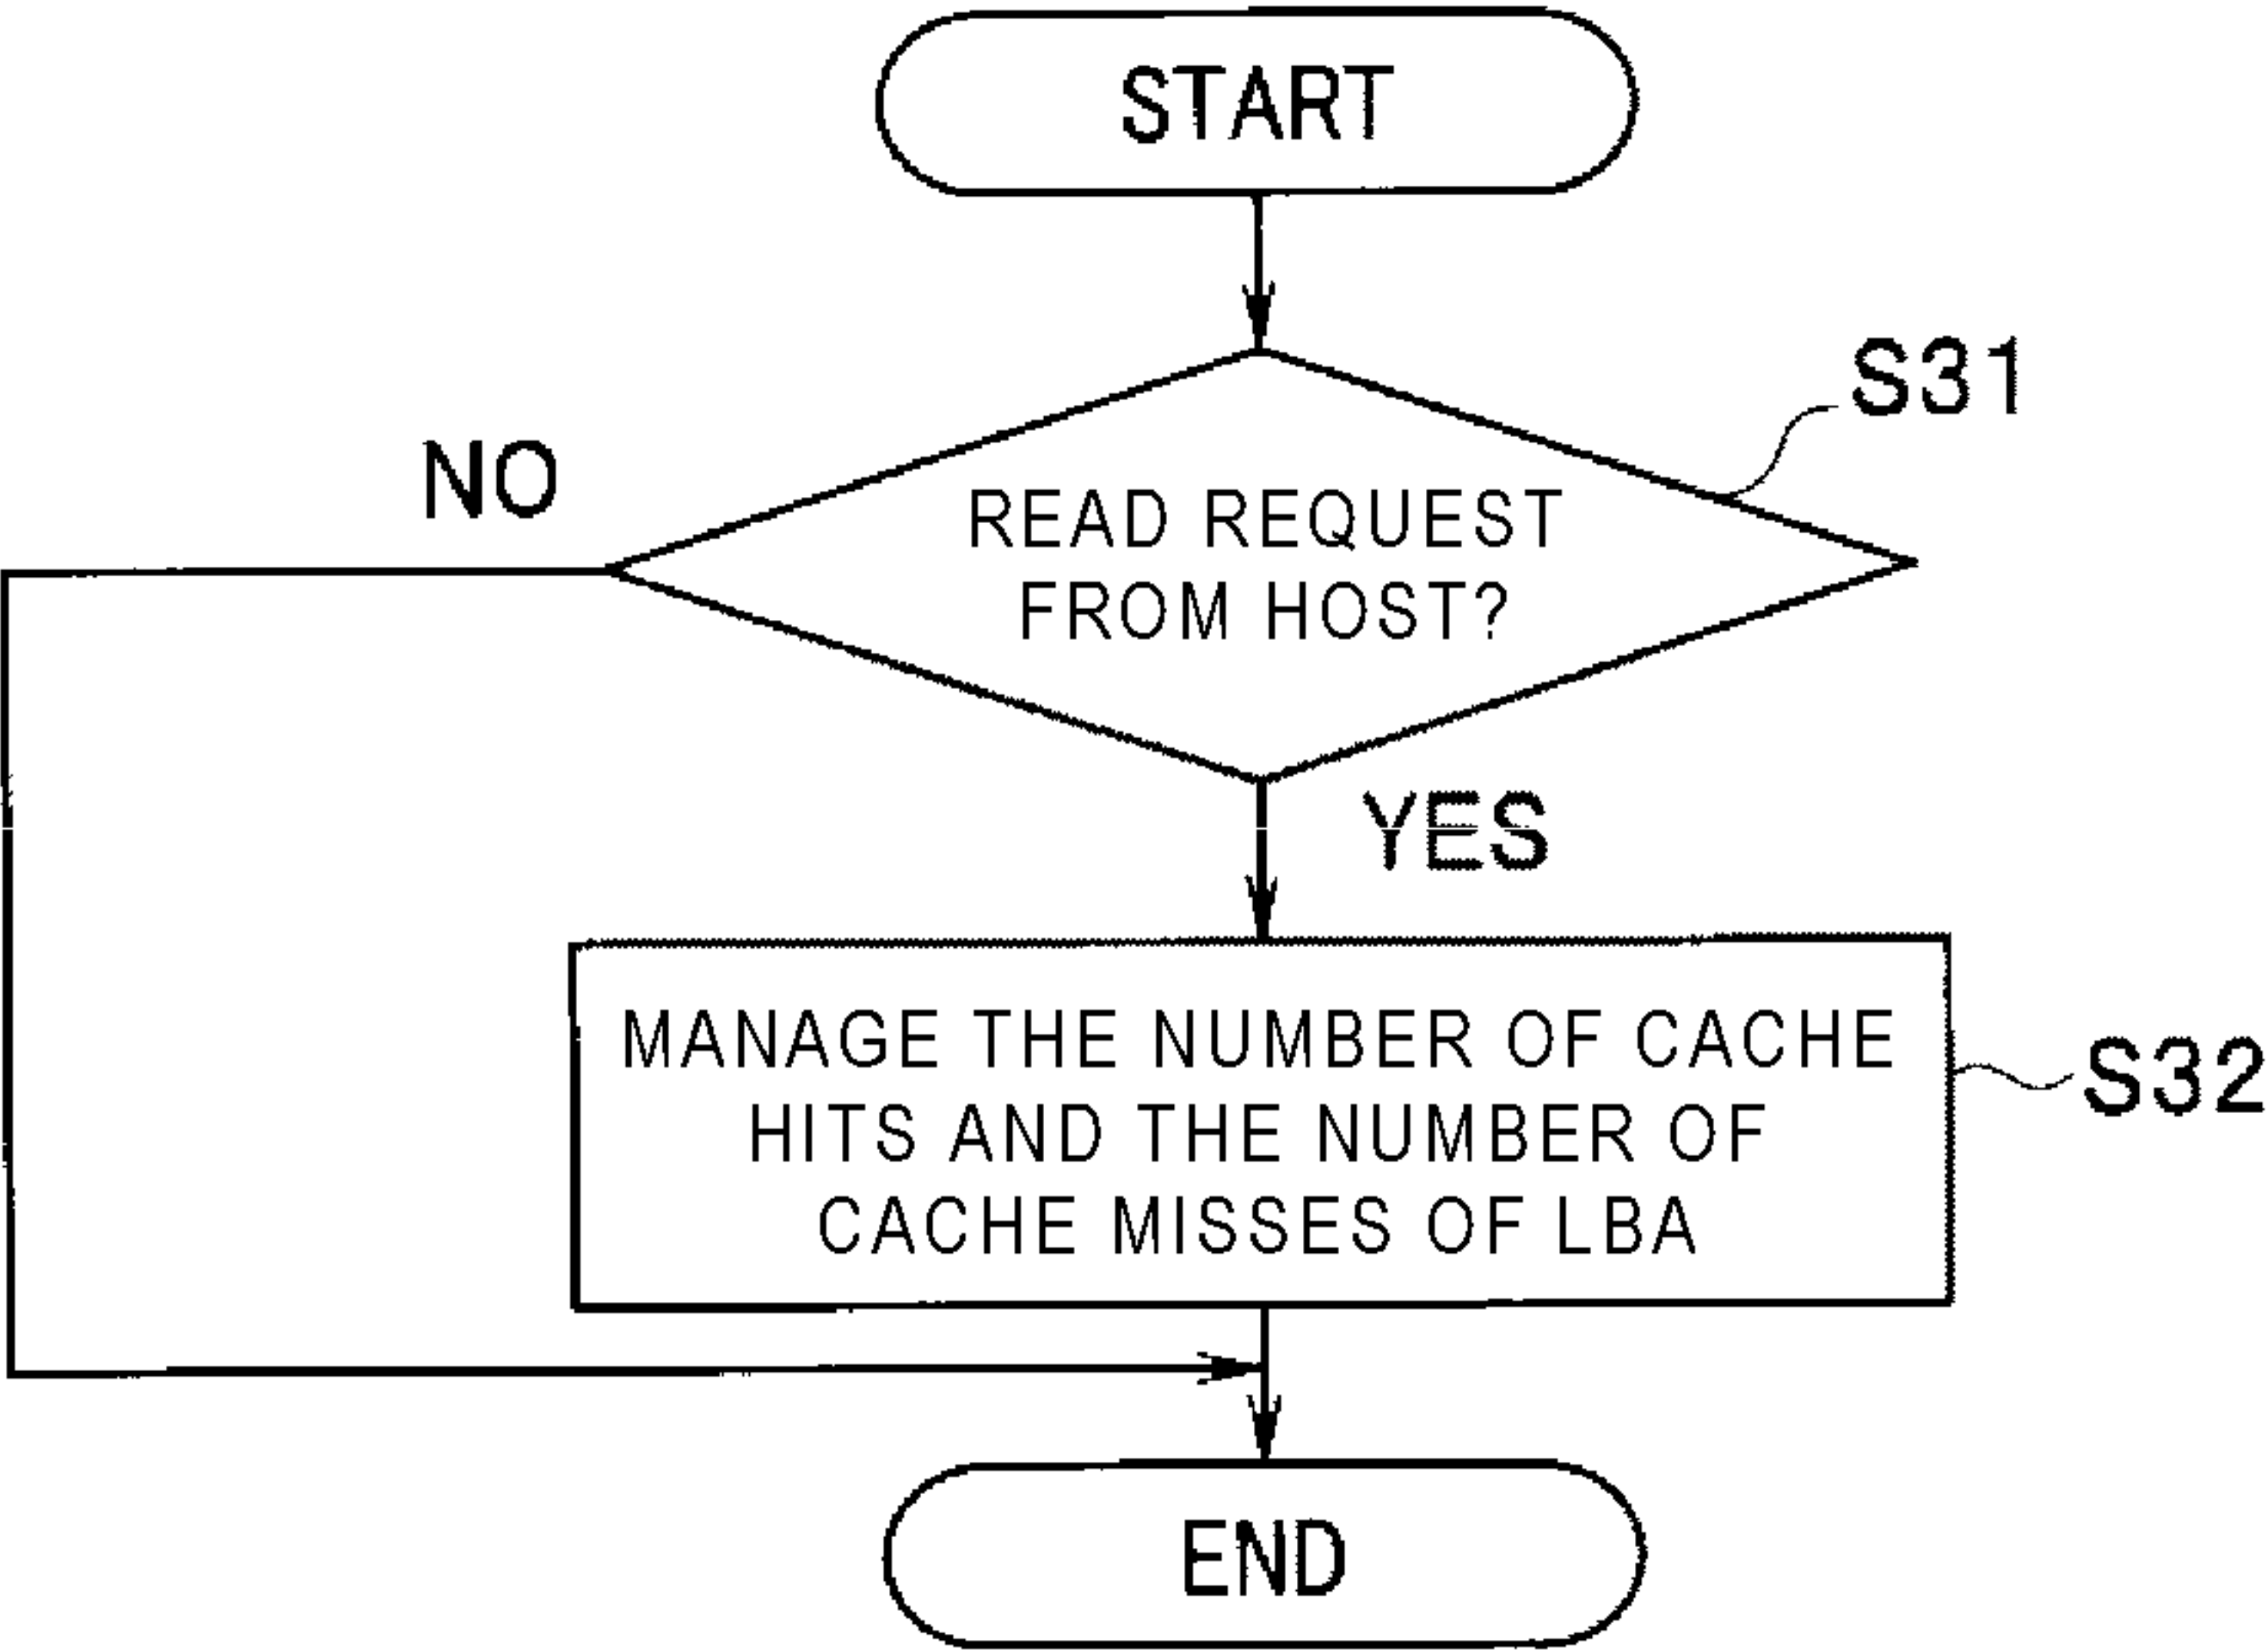 START
S31
NO
READ REQUEST
FROM HOST?
YES
MANAGE THE NUMBER OF CACHE
HITS AND THE NUMBER OF
CACHE MISSES OF LBA
S32
END